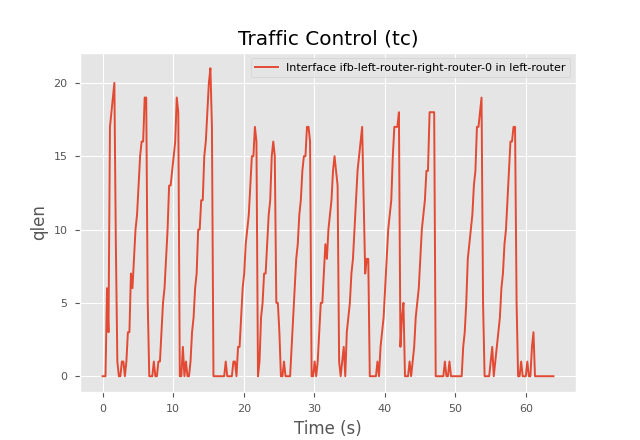 Traffic Control (tc)
Interface ifb-left-router-right-router-0 in left-router
qlen
20
15
10
5
0
0 10 20 30 40 50 60
Time (s)